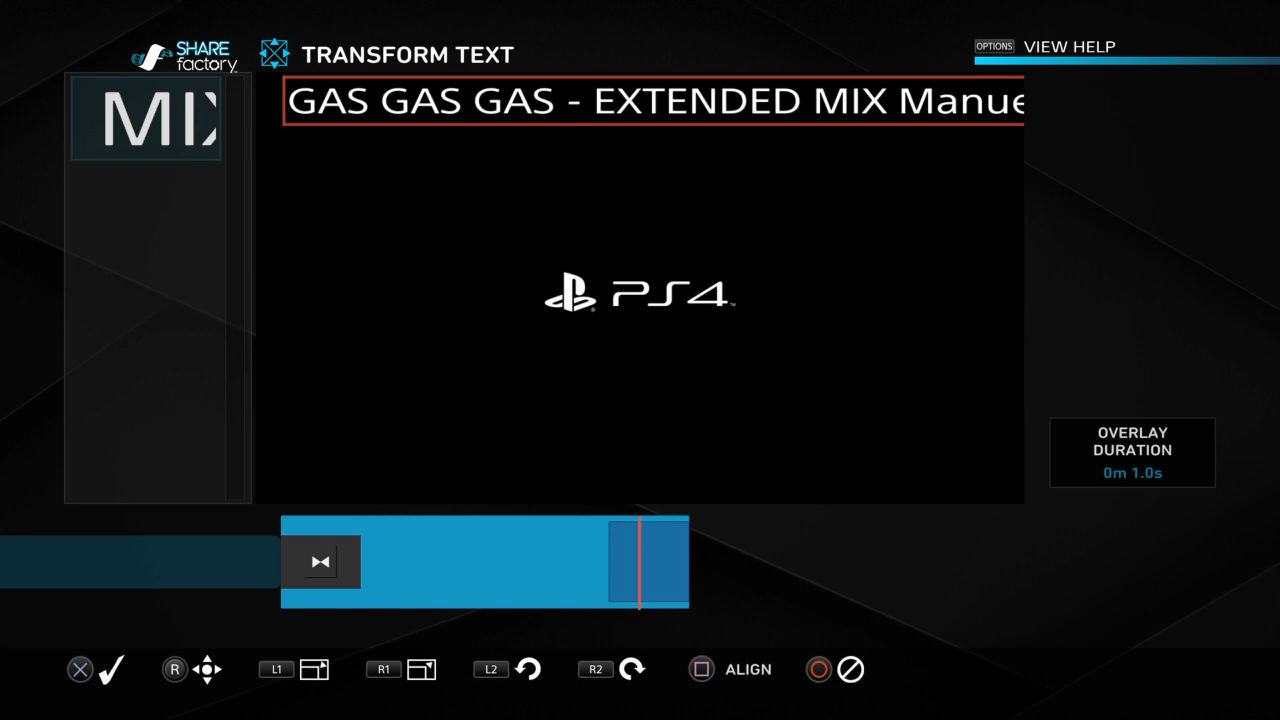 SHARE
factory
TRANSFORM TEXT
OPTIONS VIEW HELP
MIX
GAS GAS GAS - EXTENDED MIX Manue
PS4
OVERLAY
DURATION
0m 1.0s
R L1 R1 L2 R2 ALIGN